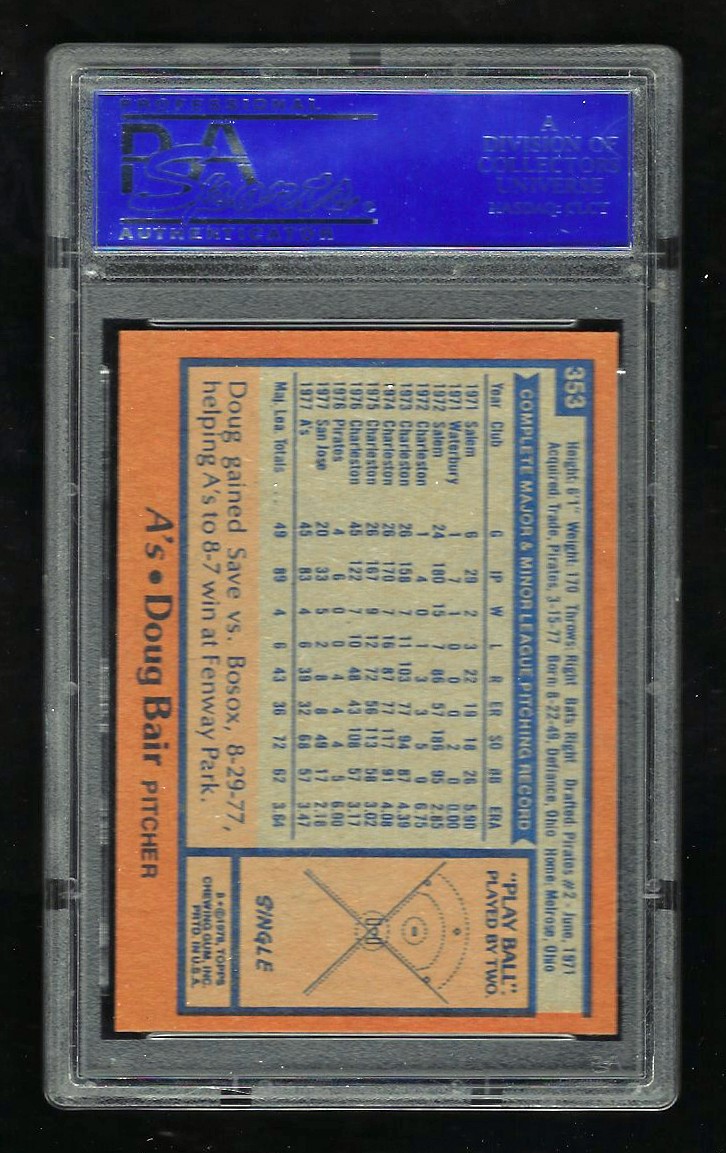 PROFESSIONAL
PSA
Sports
AUTHENTICATOR
A
DIVISION OF
COLLECTORS
UNIVERSE
NASDAQ: CLCT
353
Height: 6'1" Weight: 170 Throws: Right Bats: Right Drafted: Pirates #2 - June, 1971
Acquired: Trade, Pirates, 3-15-77 Born: 8-22-49, Defiance, Ohio Home: Melrose, Ohio
COMPLETE MAJOR & MINOR LEAGUE PITCHING RECORD
Year Club G IP W L R ER SO BB ERA
1971 Salem 6 29 2 3 22 19 18 26 5.90
1971 Waterbury 1 7 1 0 0 0 2 0 0.00
1972 Salem 24 180 15 7 86 57 186 95 2.85
1972 Charleston 1 4 0 1 3 3 5 1 6.75
1973 Charleston 26 158 7 11 103 77 94 87 4.39
1974 Charleston 26 170 7 16 87 77 117 91 4.08
1975 Charleston 26 167 9 12 72 56 113 58 3.02
1976 Charleston 45 122 7 10 48 43 108 57 3.17
1976 Pirates 4 6 0 0 4 4 4 5 6.00
1977 San Jose 20 33 5 2 8 8 49 17 2.18
1977 A's 45 83 4 6 39 32 68 57 3.47
Maj. Lea. Totals 49 89 4 6 43 36 72 62 3.64
Doug gained Save vs. Bosox, 8-29-77,
helping A's to 8-7 win at Fenway Park.
"PLAY BALL"
PLAYED BY TWO.
SINGLE
B • © 1978, TOPPS
CHEWING GUM, INC.
PRTD. IN U.S.A.
A's • Doug Bair PITCHER